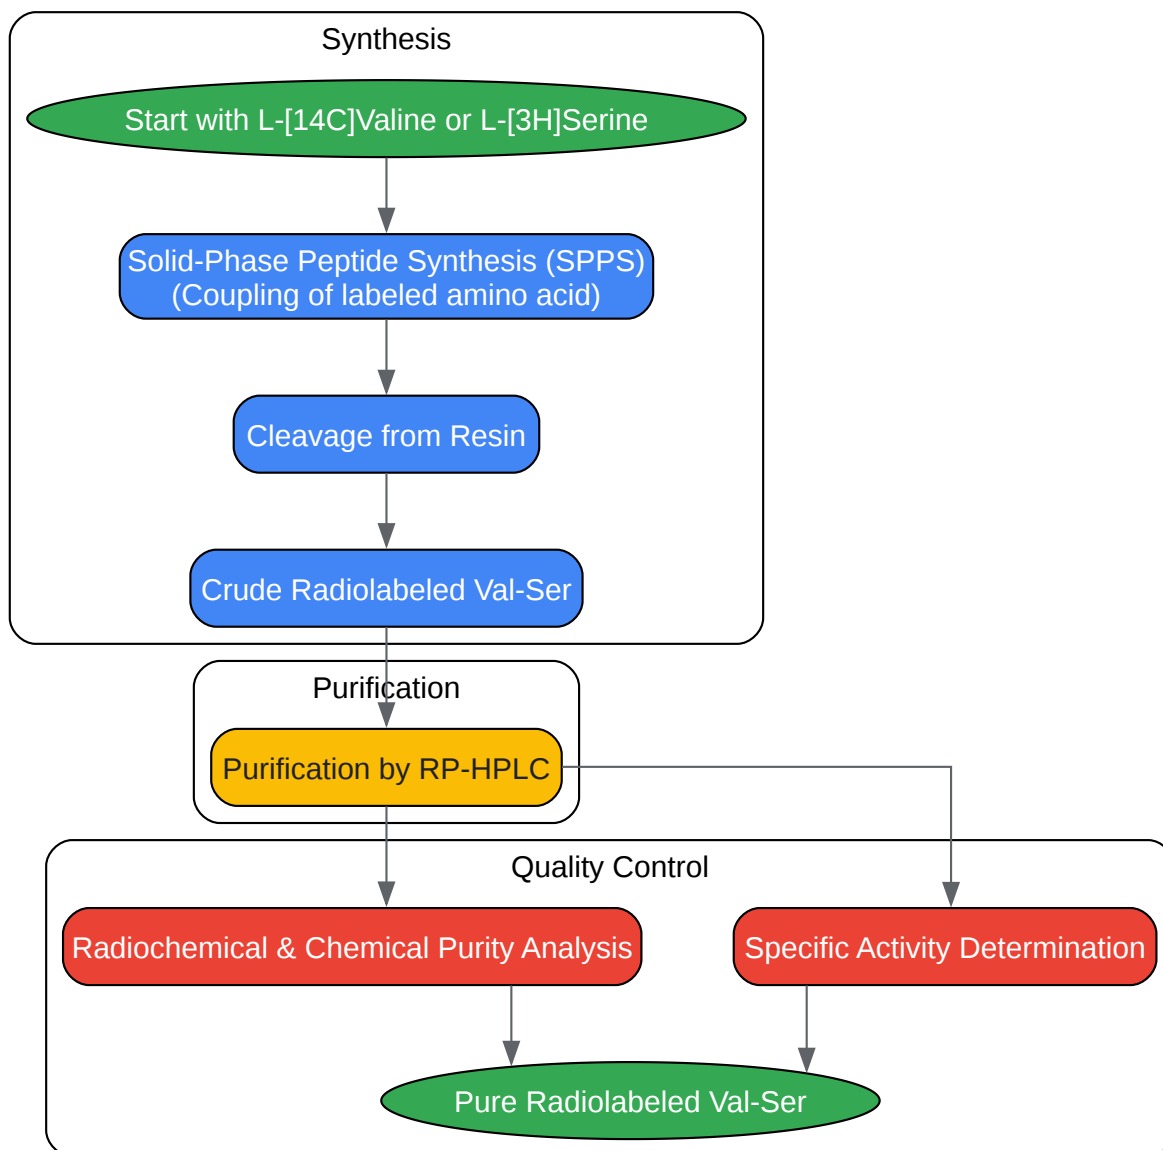 Synthesis
Start with L-[14C]Valine or L-[3H]Serine
Solid-Phase Peptide Synthesis (SPPS)
(Coupling of labeled amino acid)
Cleavage from Resin
Crude Radiolabeled Val-Ser
Purification
Purification by RP-HPLC
Quality Control
Radiochemical & Chemical Purity Analysis
Specific Activity Determination
Pure Radiolabeled Val-Ser